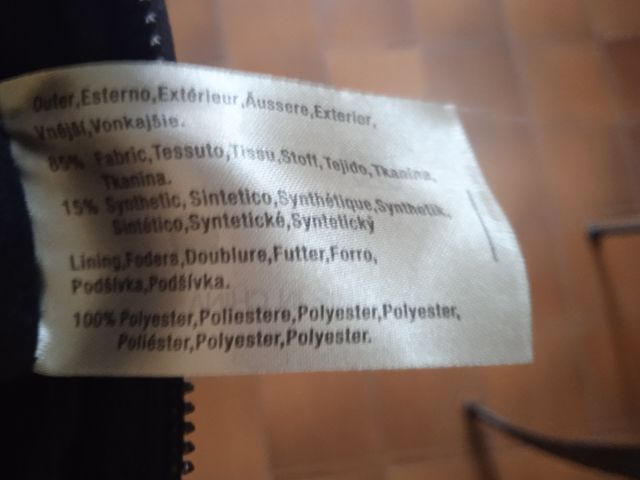 Outer,Esterno,Extérieur,Äussere,Exterier,
Vnější,Vonkajšie.
85% Fabric,Tessuto,Tissu,Stoff,Tejido,Tkanina,
Tkanina.
15% Synthetic,Sintetico,Synthétique,Synthetik,
Sintético,Syntetické,Syntetický
Lining,Fodera,Doublure,Futter,Forro,
Podšívka,Podšívka.
100% Polyester,Poliestere,Polyester,Polyester,
Poliéster,Polyester,Polyester.